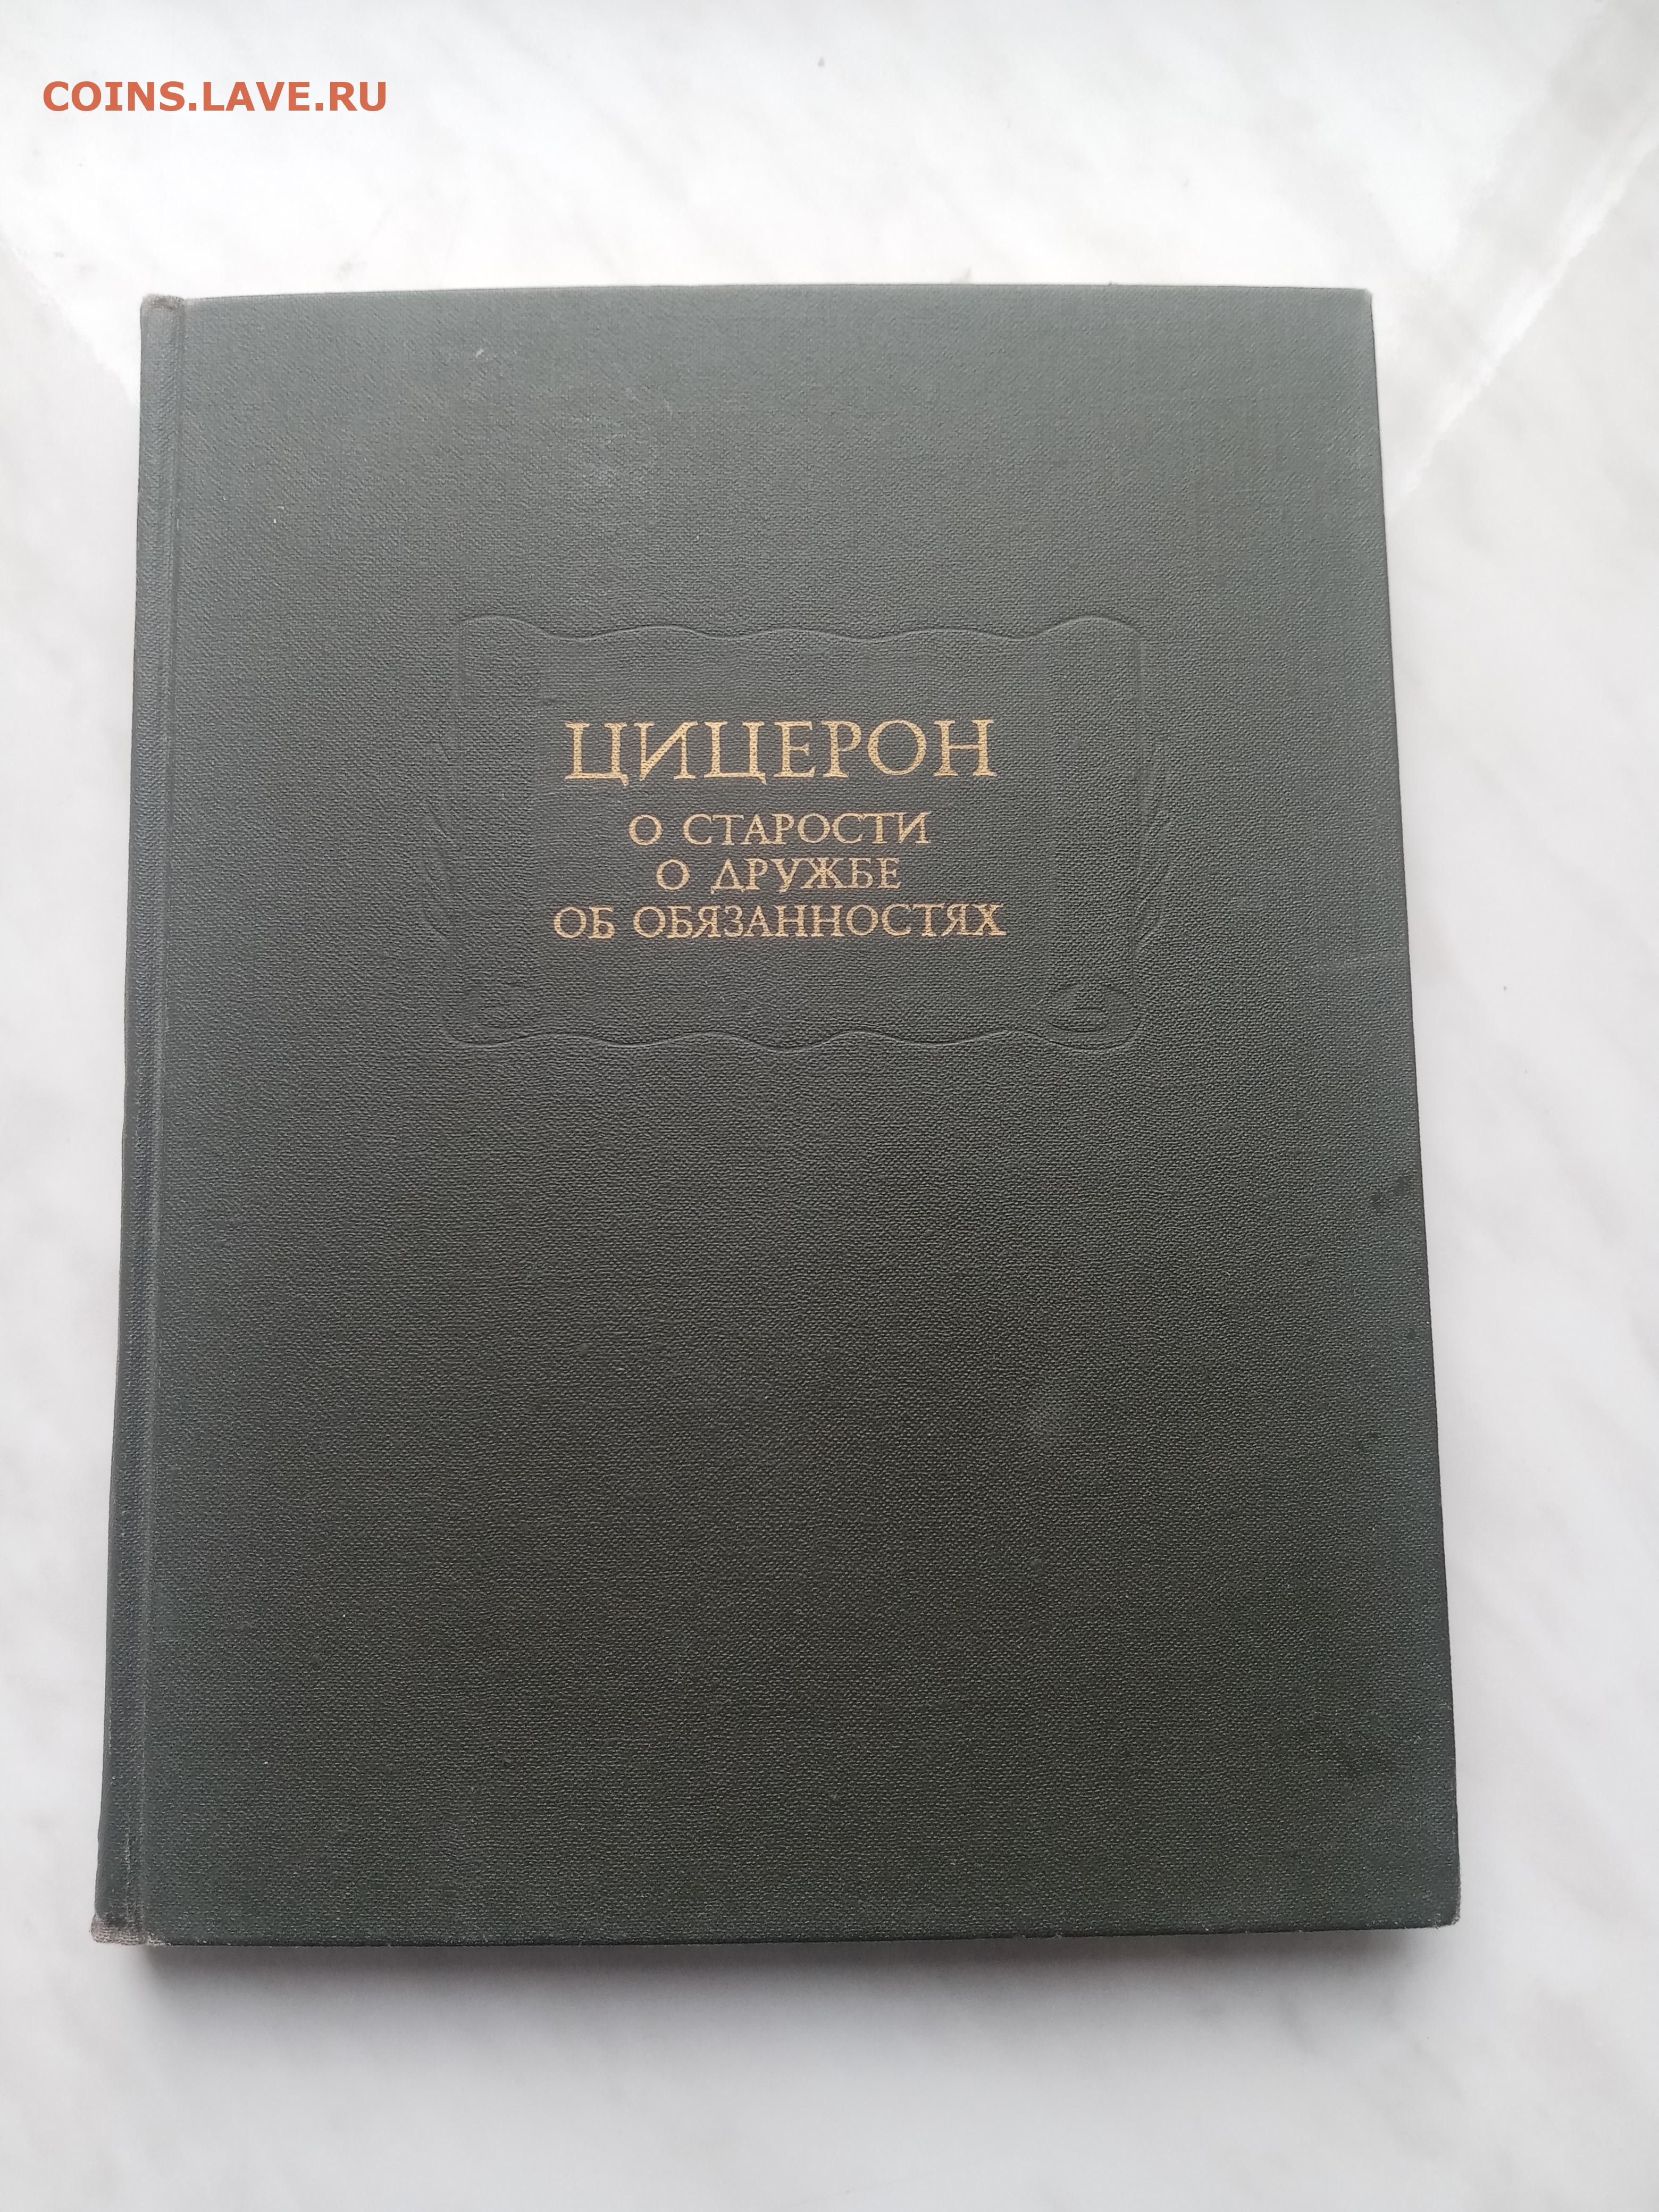 COINS.LAVE.RU
ЦИЦЕРОН
О СТАРОСТИ
О ДРУЖБЕ
ОБ ОБЯЗАННОСТЯХ